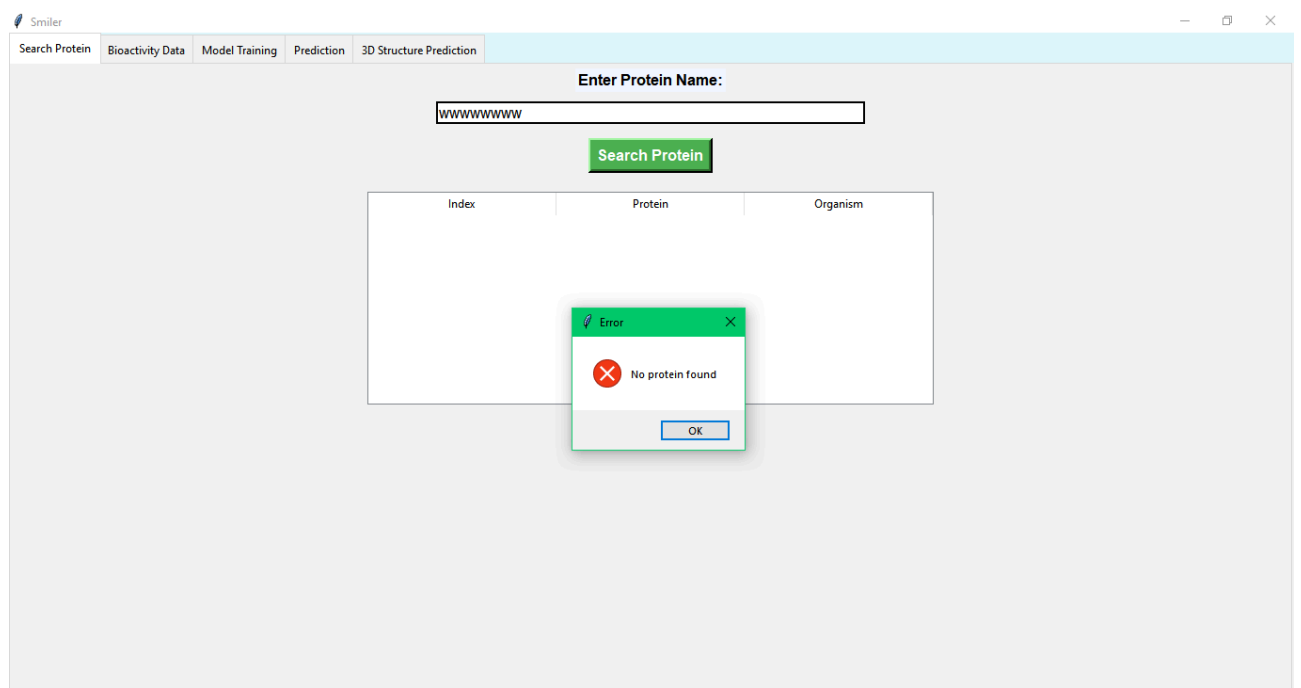 Smiler
Search Protein Bioactivity Data Model Training Prediction 3D Structure Prediction
Enter Protein Name:
wwwwwwww
Search Protein
Index Protein Organism
Error
No protein found
OK